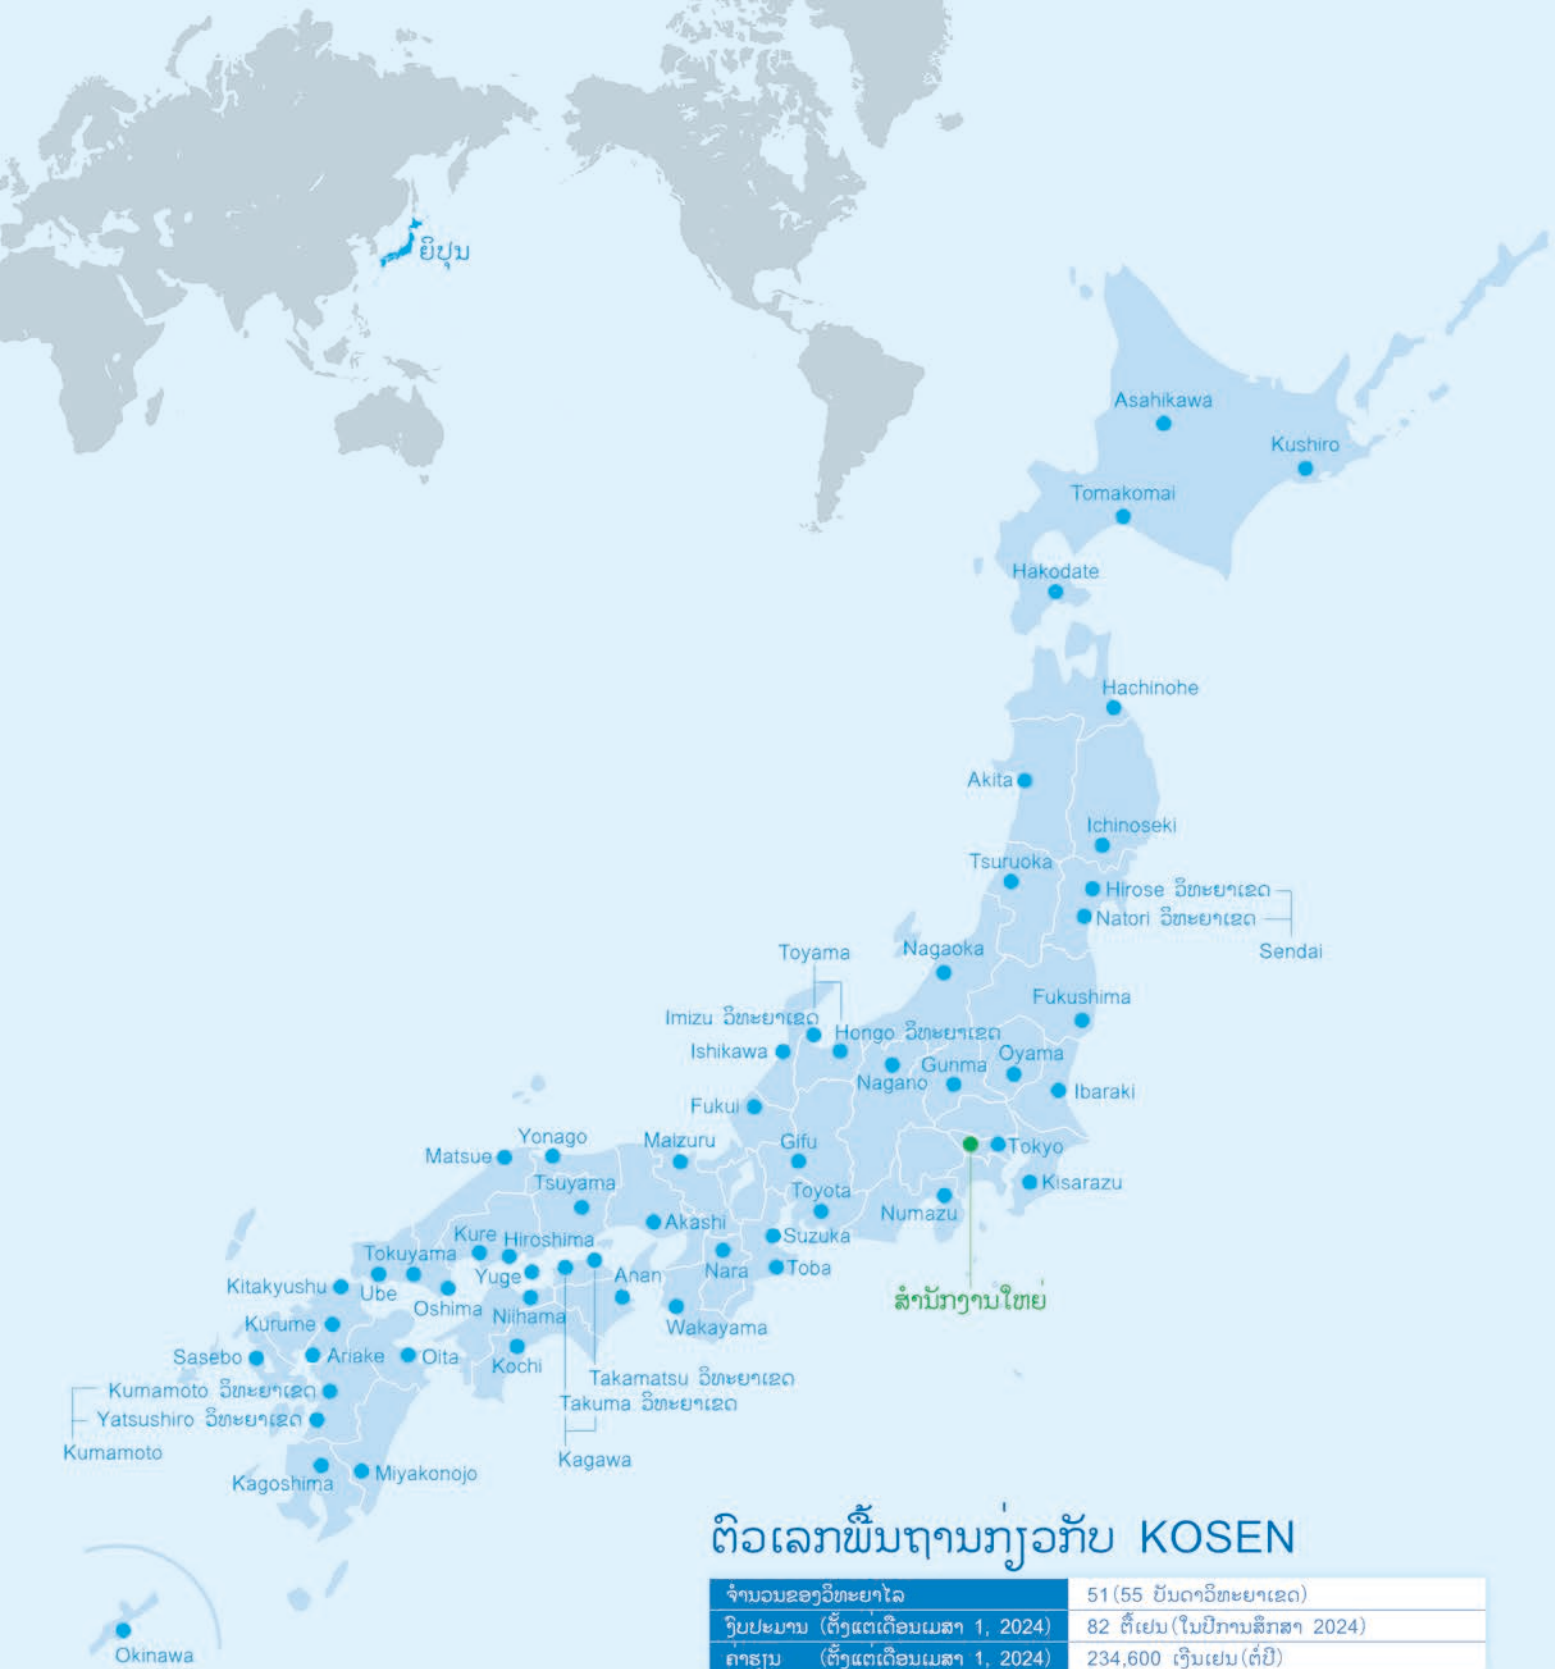 ຍີ່ປຸ່ນ
Asahikawa
Kushiro
Tomakomai
Hakodate
Hachinohe
Akita
Ichinoseki
Tsuruoka
Hirose ວິທະຍາເຂດ
Natori ວິທະຍາເຂດ
Sendai
Toyama
Nagaoka
Fukushima
Imizu ວິທະຍາເຂດ
Hongo ວິທະຍາເຂດ
Ishikawa
Oyama
Gunma
Nagano
Ibaraki
Fukui
Yonago
Maizuru
Gifu
Tokyo
Matsue
Tsuyama
Toyota
Kisarazu
Numazu
Akashi
Kure
Hiroshima
Suzuka
Tokuyama
Yuge
Anan
Nara
Toba
Kitakyushu
Ube
Oshima
Niihama
ສຳນັກງານໃຫຍ່
Kurume
Wakayama
Sasebo
Ariake
Oita
Kochi
Takamatsu ວິທະຍາເຂດ
Kumamoto ວິທະຍາເຂດ
Takuma ວິທະຍາເຂດ
Yatsushiro ວິທະຍາເຂດ
Kumamoto
Kagawa
Kagoshima
Miyakonojo
ຕົວເລກພື້ນຖານກ່ຽວກັບ KOSEN
ຈຳນວນຂອງວິທະຍາໄລ 51(55 ບັນດາວິທະຍາເຂດ)
ງົບປະມານ (ຕັ້ງແຕ່ເດືອນເມສາ 1, 2024) 82 ຕື້ເຢນ(ໃນປີການສຶກສາ 2024)
ຄ່າຮຽນ (ຕັ້ງແຕ່ເດືອນເມສາ 1, 2024) 234,600 ເງິນເຢນ(ຕໍ່ປີ)
Okinawa